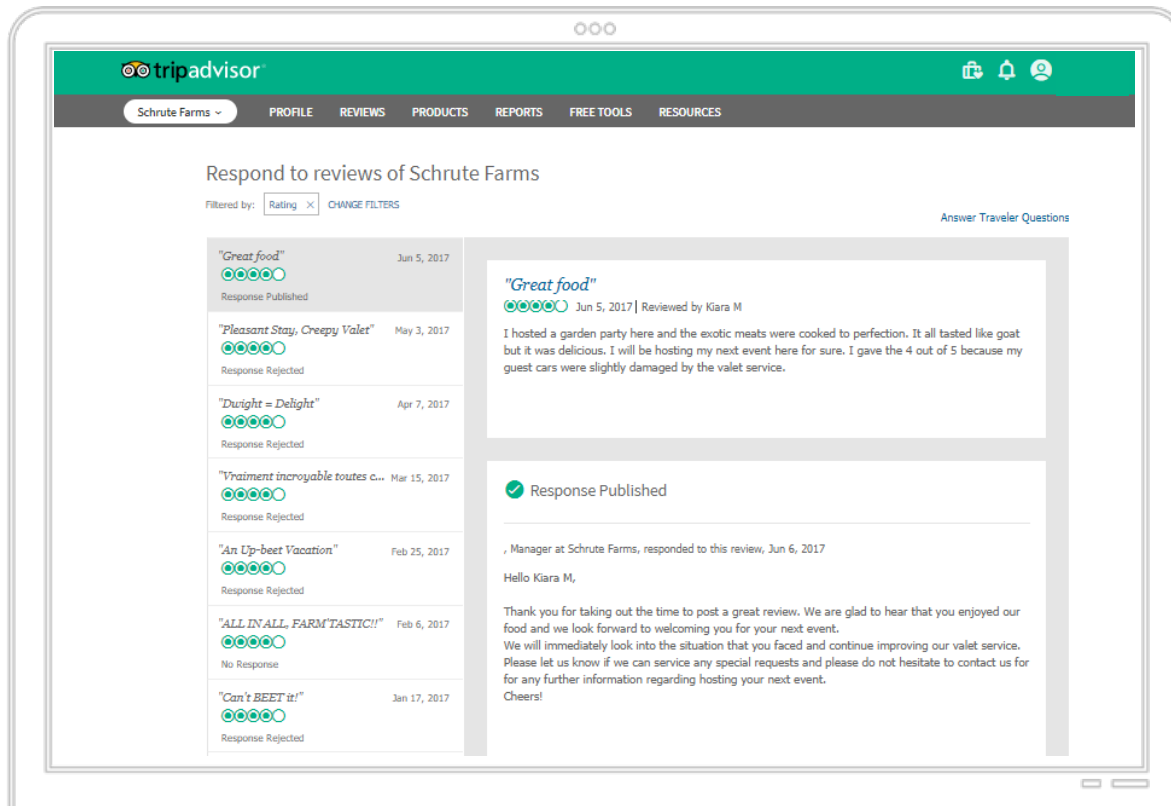 tripadvisor
Schrute Farms
PROFILE
REVIEWS
PRODUCTS
REPORTS
FREE TOOLS
RESOURCES
Respond to reviews of Schrute Farms
Filtered by: Rating × CHANGE FILTERS
Answer Traveler Questions
"Great food" Jun 5, 2017
Response Published
"Pleasant Stay, Creepy Valet" May 3, 2017
Response Rejected
"Dwight = Delight" Apr 7, 2017
Response Rejected
"Vraiment incroyable toutes c... Mar 15, 2017
Response Rejected
"An Up-beet Vacation" Feb 25, 2017
Response Rejected
"ALL IN ALL, FARM'TASTIC!!" Feb 6, 2017
No Response
"Can't BEET it!" Jan 17, 2017
Response Rejected
"Great food"
Jun 5, 2017 | Reviewed by Kiara M
I hosted a garden party here and the exotic meats were cooked to perfection. It all tasted like goat
but it was delicious. I will be hosting my next event here for sure. I gave the 4 out of 5 because my
guest cars were slightly damaged by the valet service.
Response Published
, Manager at Schrute Farms, responded to this review, Jun 6, 2017
Hello Kiara M,
Thank you for taking out the time to post a great review. We are glad to hear that you enjoyed our
food and we look forward to welcoming you for your next event.
We will immediately look into the situation that you faced and continue improving our valet service.
Please let us know if we can service any special requests and please do not hesitate to contact us for
for any further information regarding hosting your next event.
Cheers!